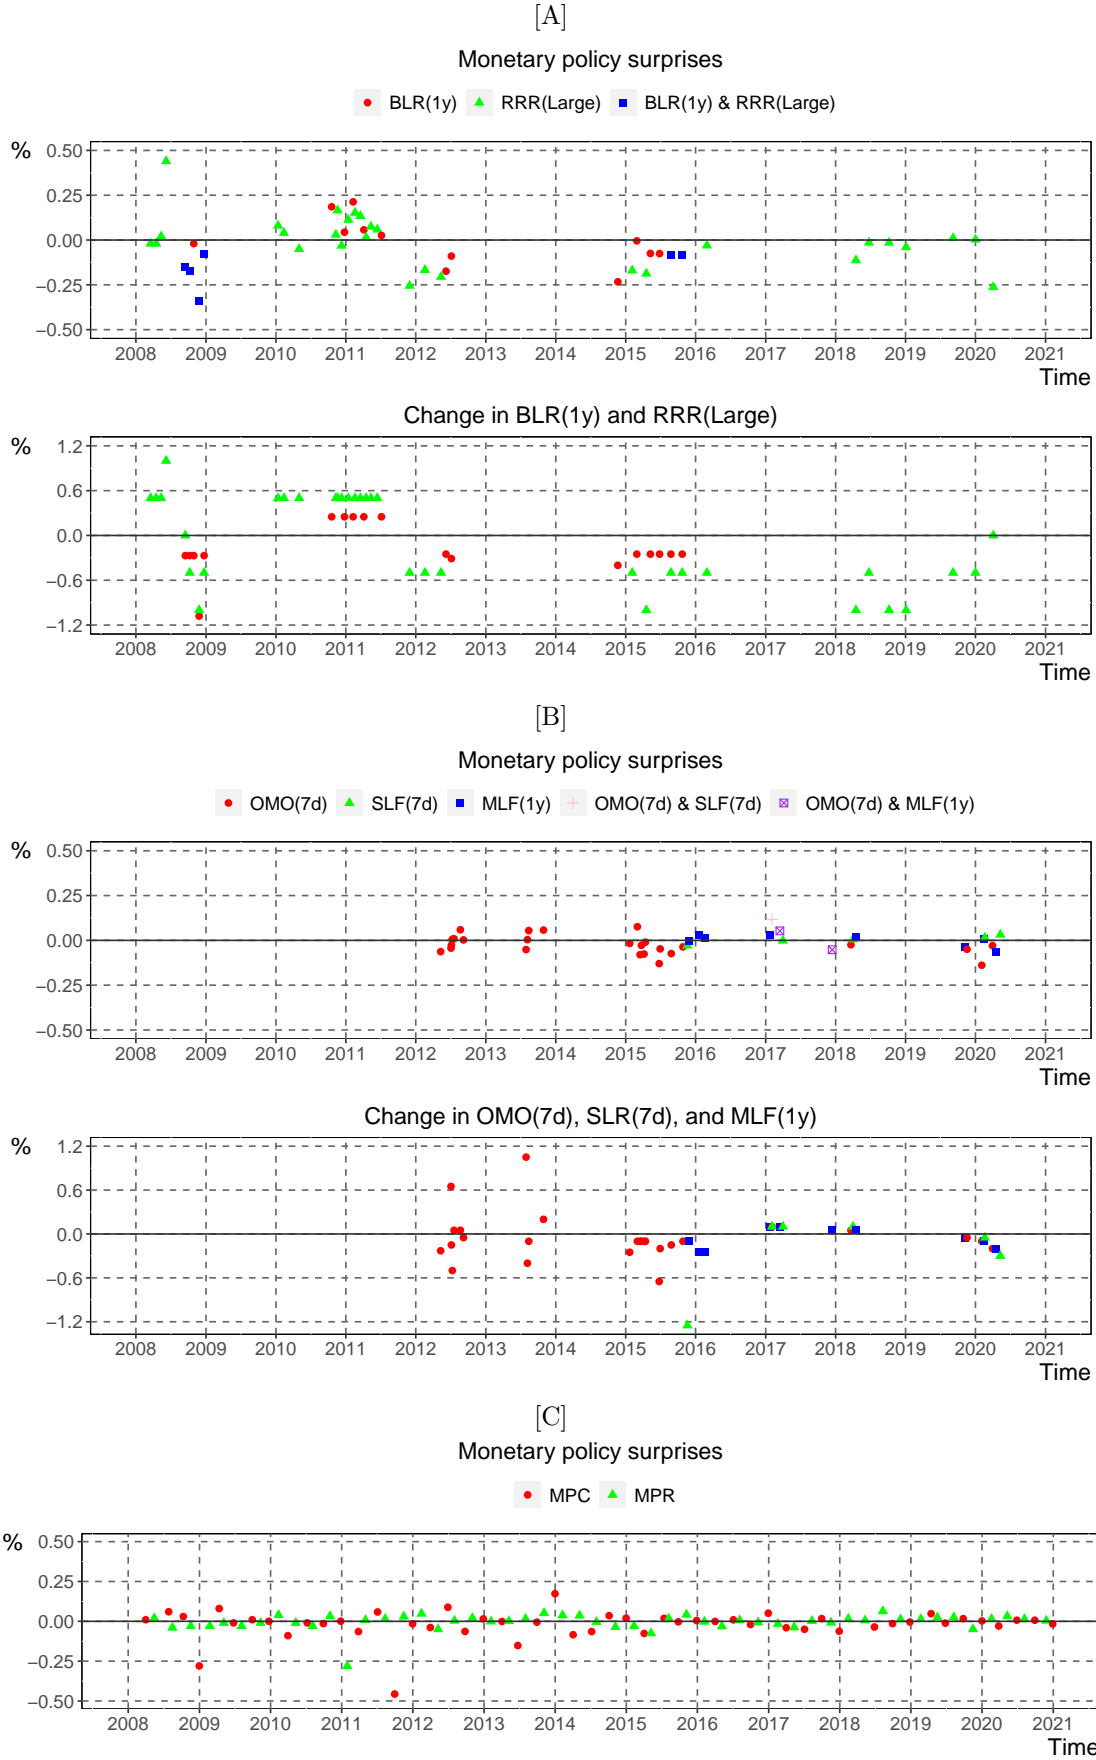 [A]
Monetary policy surprises
BLR(1y) RRR(Large) BLR(1y) & RRR(Large)
%
0.50
0.25
0.00
−0.25
−0.50
2008 2009 2010 2011 2012 2013 2014 2015 2016 2017 2018 2019 2020 2021
Time
Change in BLR(1y) and RRR(Large)
%
1.2
0.6
0.0
−0.6
−1.2
2008 2009 2010 2011 2012 2013 2014 2015 2016 2017 2018 2019 2020 2021
Time
[B]
Monetary policy surprises
OMO(7d) SLF(7d) MLF(1y) OMO(7d) & SLF(7d) OMO(7d) & MLF(1y)
%
0.50
0.25
0.00
−0.25
−0.50
2008 2009 2010 2011 2012 2013 2014 2015 2016 2017 2018 2019 2020 2021
Time
Change in OMO(7d), SLR(7d), and MLF(1y)
%
1.2
0.6
0.0
−0.6
−1.2
2008 2009 2010 2011 2012 2013 2014 2015 2016 2017 2018 2019 2020 2021
Time
[C]
Monetary policy surprises
MPC MPR
%
0.50
0.25
0.00
−0.25
−0.50
2008 2009 2010 2011 2012 2013 2014 2015 2016 2017 2018 2019 2020 2021
Time